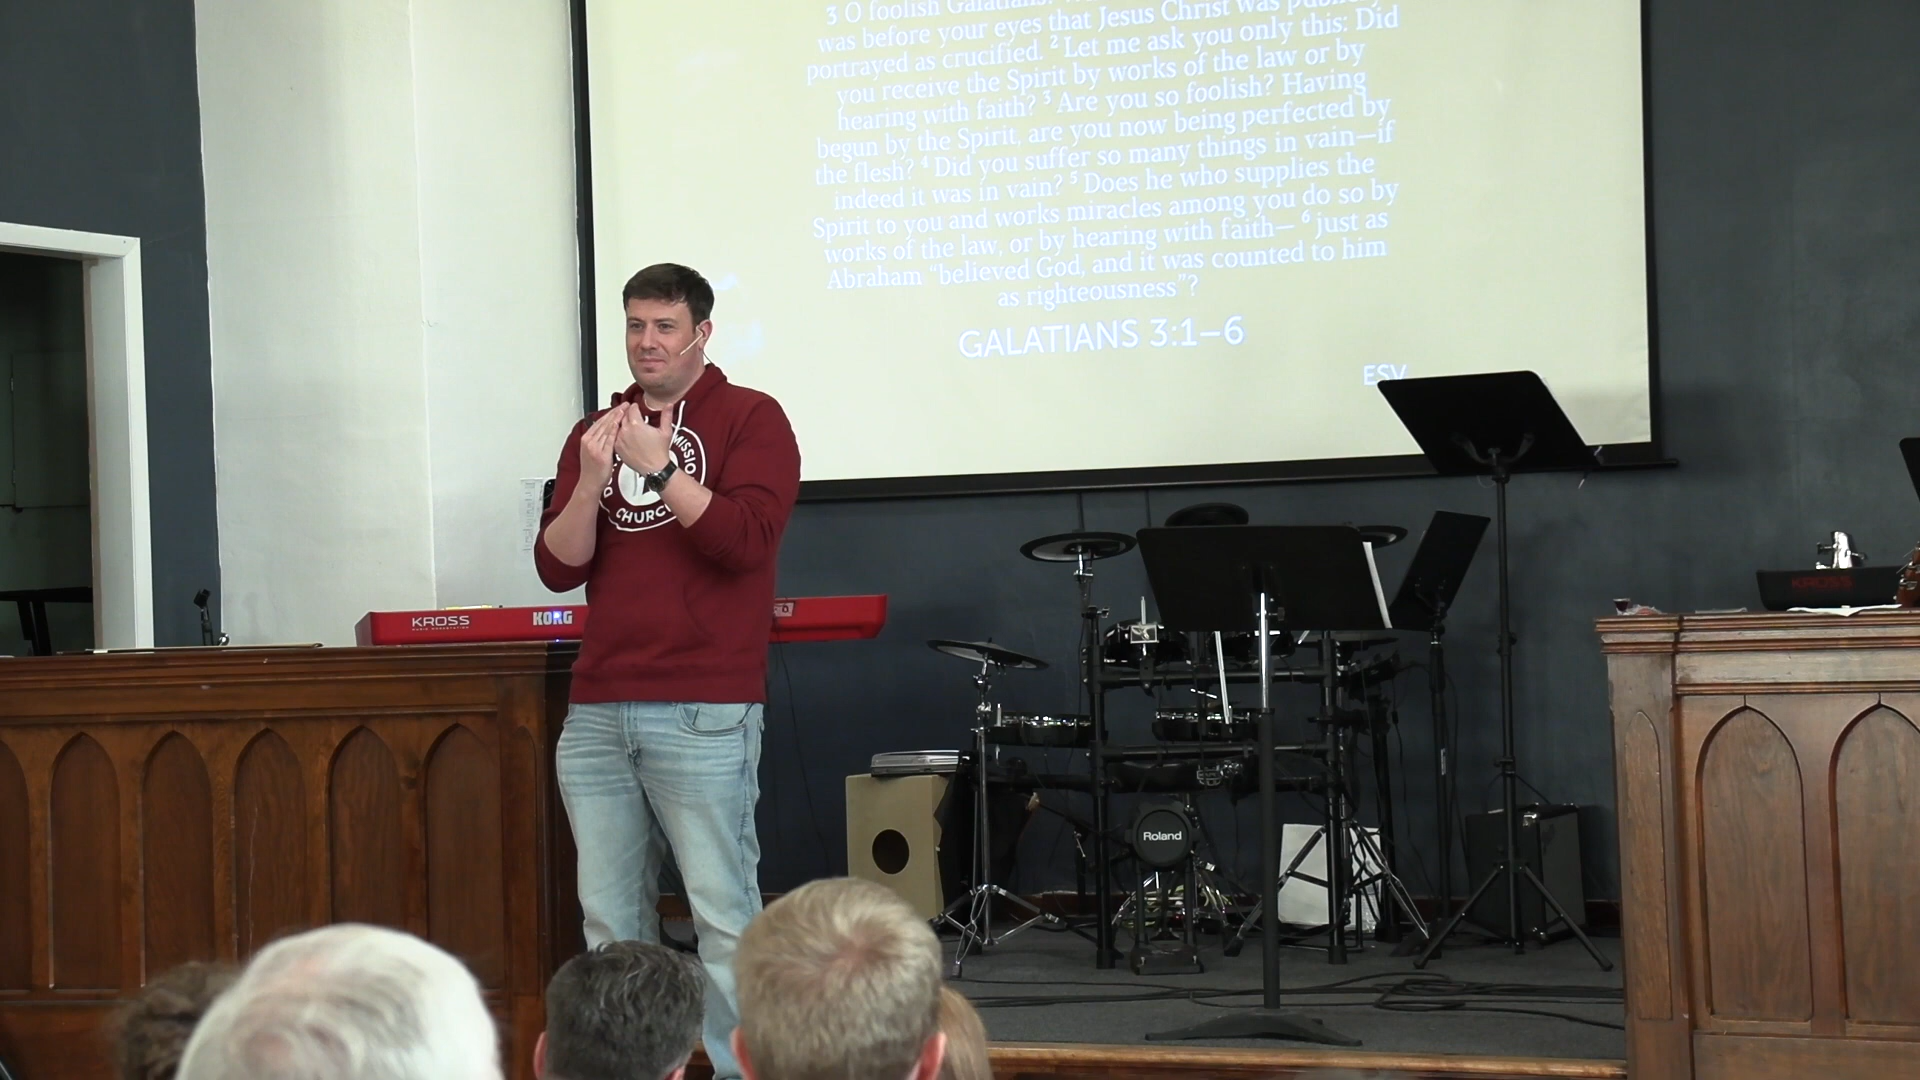 3 O foolish Galatians!
was before your eyes that Jesus Christ was publicly
portrayed as crucified. 2 Let me ask you only this: Did
you receive the Spirit by works of the law or by
hearing with faith? 3 Are you so foolish? Having
begun by the Spirit, are you now being perfected by
the flesh? 4 Did you suffer so many things in vain—if
indeed it was in vain? 5 Does he who supplies the
Spirit to you and works miracles among you do so by
works of the law, or by hearing with faith— 6 just as
Abraham “believed God, and it was counted to him
as righteousness”?
GALATIANS 3:1–6
ESV
MISSIO
CHURC
KROSS
MUSIC WORKSTATION
KORG
KROSS
Roland